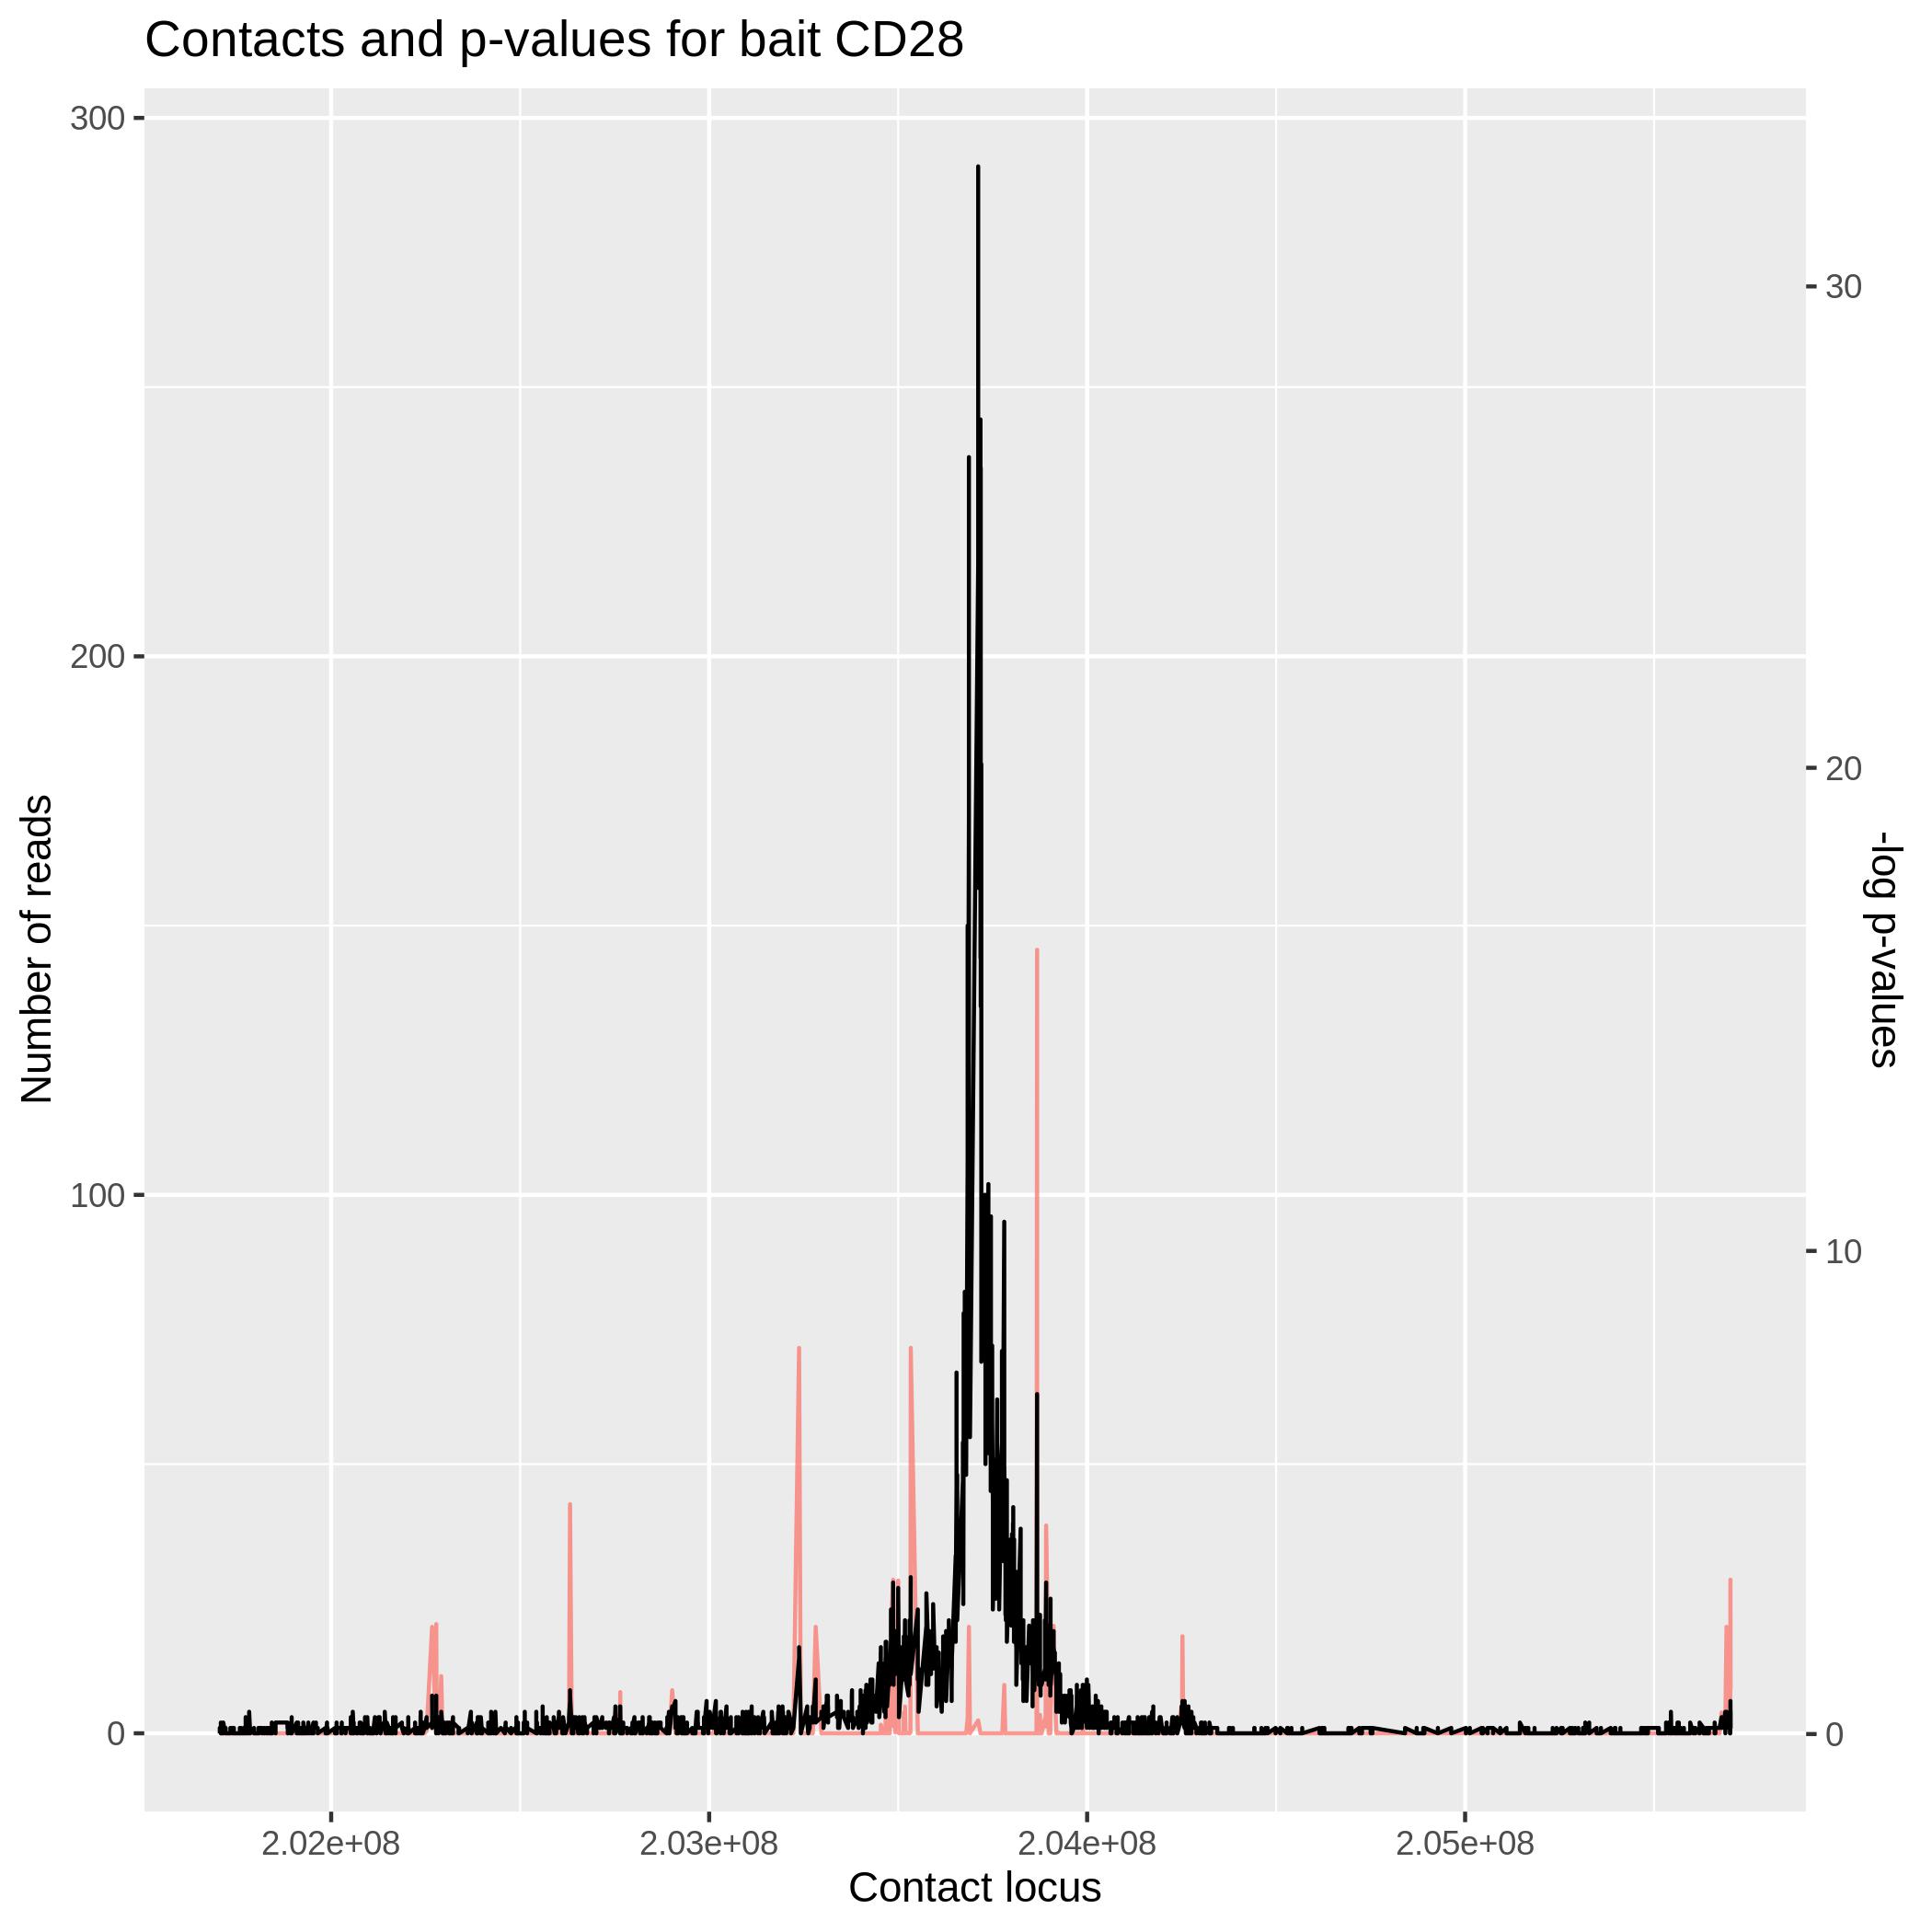 Contacts and p-values for bait CD28
300
200
100
0
Number of reads
30
20
10
0
-log p-values
2.02e+08 2.03e+08 2.04e+08 2.05e+08
Contact locus